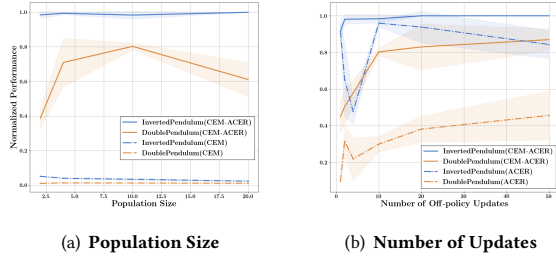 1.0
0.8
0.6
0.4
0.2
0.0
Normalized Performance
InvertedPendulum(CEM-ACER)
DoublePendulum(CEM-ACER)
InvertedPendulum(CEM)
DoublePendulum(CEM)
2.5 5.0 7.5 10.0 12.5 15.0 17.5 20.0
Population Size
(a) Population Size
1.0
0.8
0.6
0.4
0.2
InvertedPendulum(CEM-ACER)
DoublePendulum(CEM-ACER)
InvertedPendulum(ACER)
DoublePendulum(ACER)
0 10 20 30 40 50
Number of Off-policy Updates
(b) Number of Updates